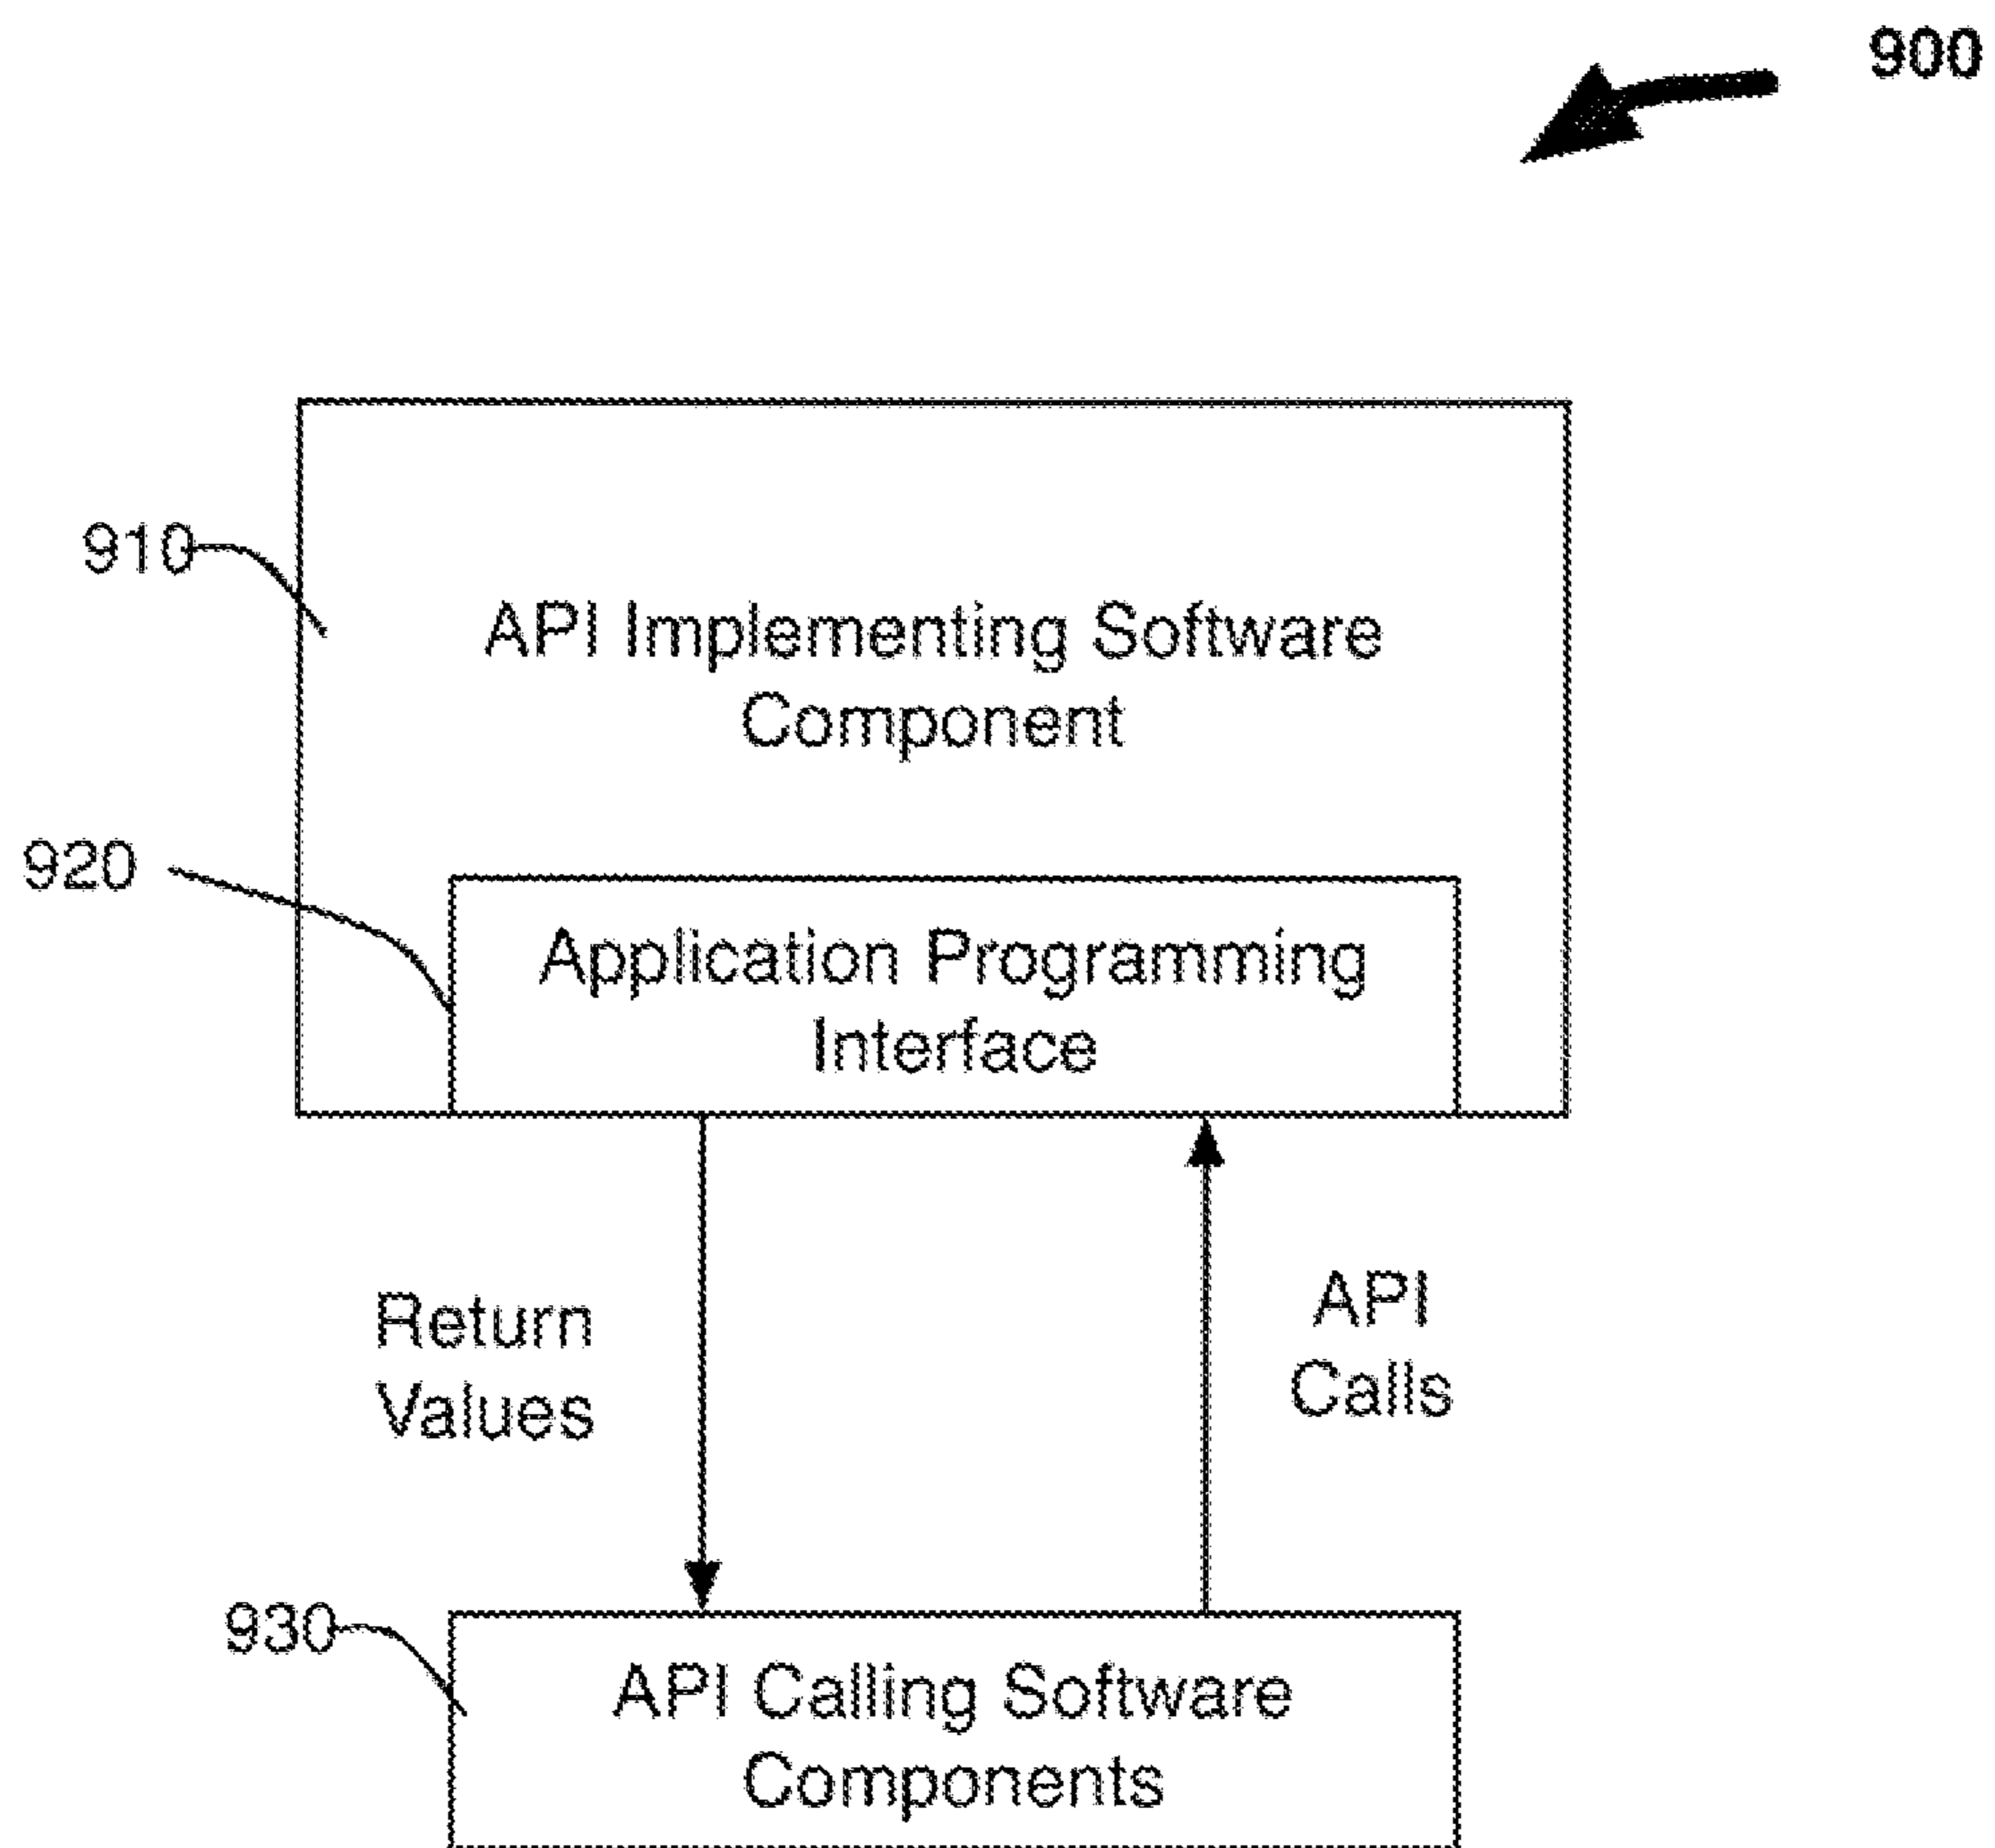 900
910
API Implementing Software
Component
920
Application Programming
Interface
Return
Values
API
Calls
930
API Calling Software
Components